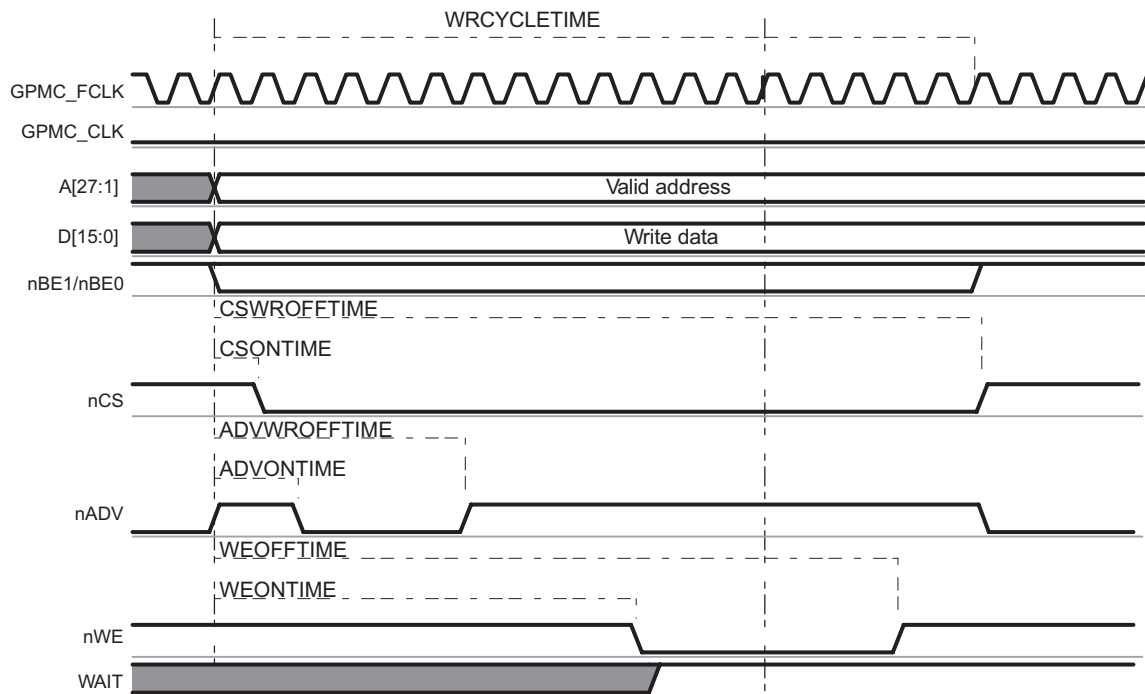 WRCYCLETIME
GPMC_FCLK
GPMC_CLK
A[27:1] Valid address
D[15:0] Write data
nBE1/nBE0
CSWROFFTIME
CSONTIME
nCS
ADVWROFFTIME
ADVONTIME
nADV
WEOFFTIME
WEONTIME
nWE
WAIT